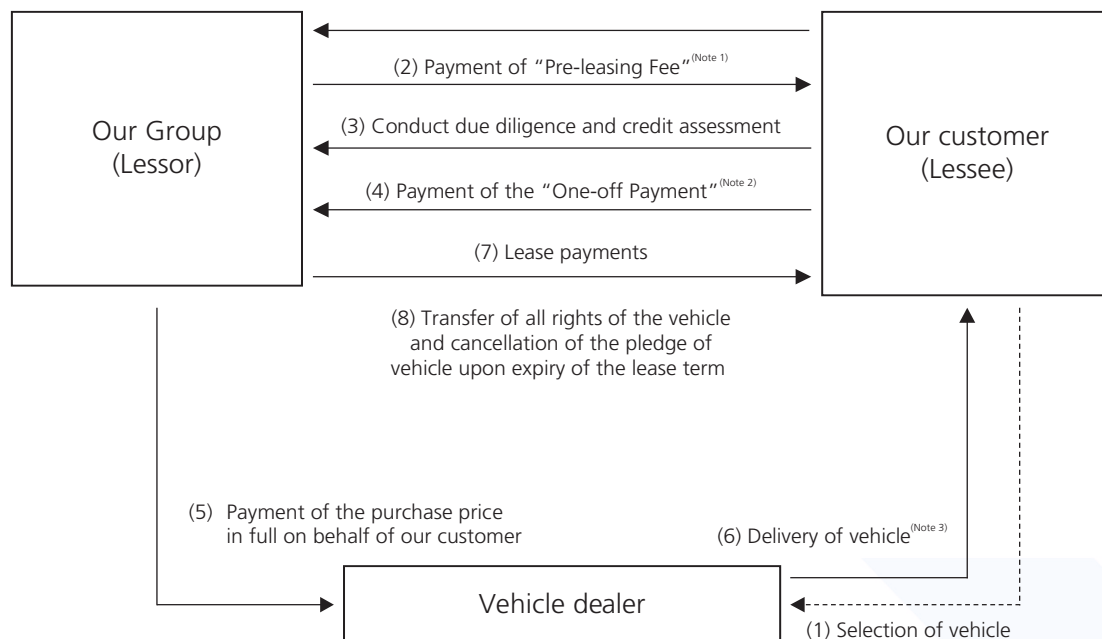 (2) Payment of “Pre-leasing Fee”(Note 1)
Our Group
(Lessor)
(3) Conduct due diligence and credit assessment
Our customer
(Lessee)
(4) Payment of the “One-off Payment”(Note 2)
(7) Lease payments
(8) Transfer of all rights of the vehicle
and cancellation of the pledge of
vehicle upon expiry of the lease term
(5) Payment of the purchase price
in full on behalf of our customer
(6) Delivery of vehicle(Note 3)
Vehicle dealer
(1) Selection of vehicle